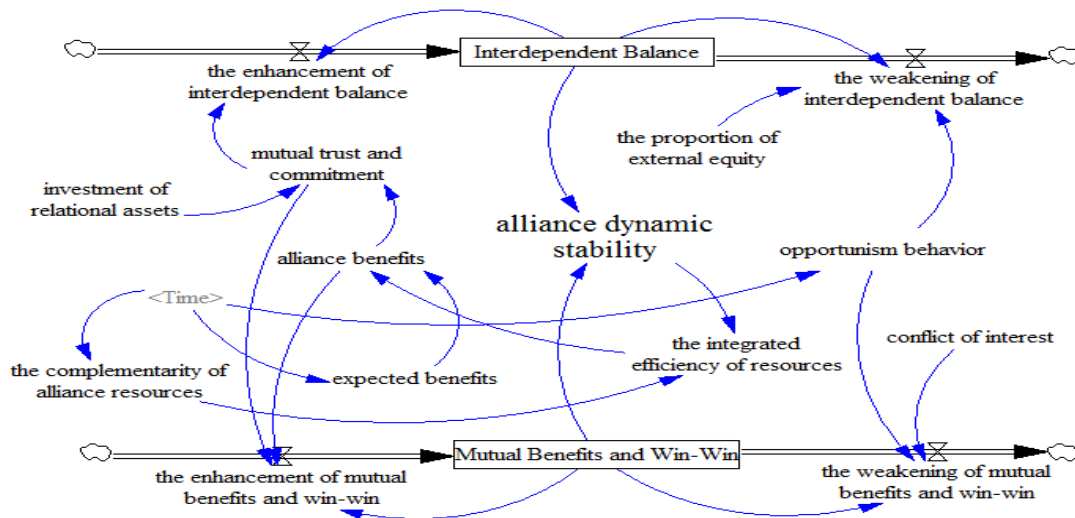 Interdependent Balance
the enhancement of
interdependent balance
the weakening of
interdependent balance
the proportion of
external equity
mutual trust and
commitment
investment of
relational assets
alliance dynamic
stability
alliance benefits
opportunism behavior
<Time>
the complementarity of
alliance resources
expected benefits
the integrated
efficiency of resources
conflict of interest
Mutual Benefits and Win-Win
the enhancement of mutual
benefits and win-win
the weakening of mutual
benefits and win-win